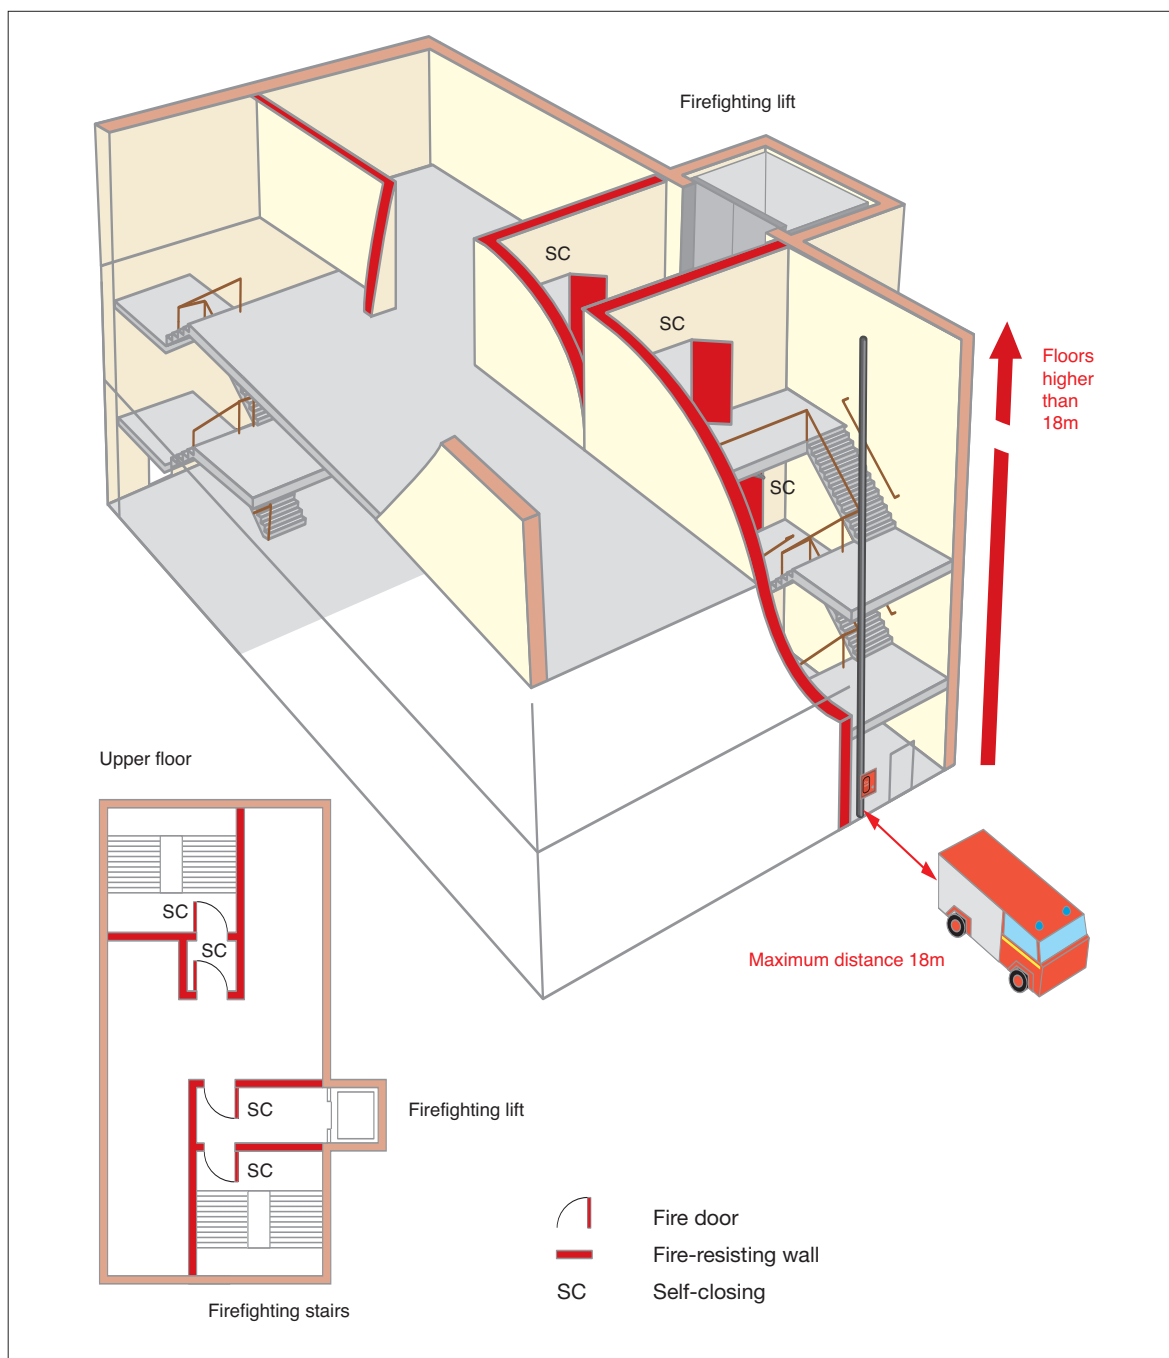 Firefighting lift
SC
SC
Floors
higher
than
18m
SC
Upper floor
Maximum distance 18m
SC
SC
SC
Firefighting lift
SC
Fire door
Fire-resisting wall
SC Self-closing
Firefighting stairs